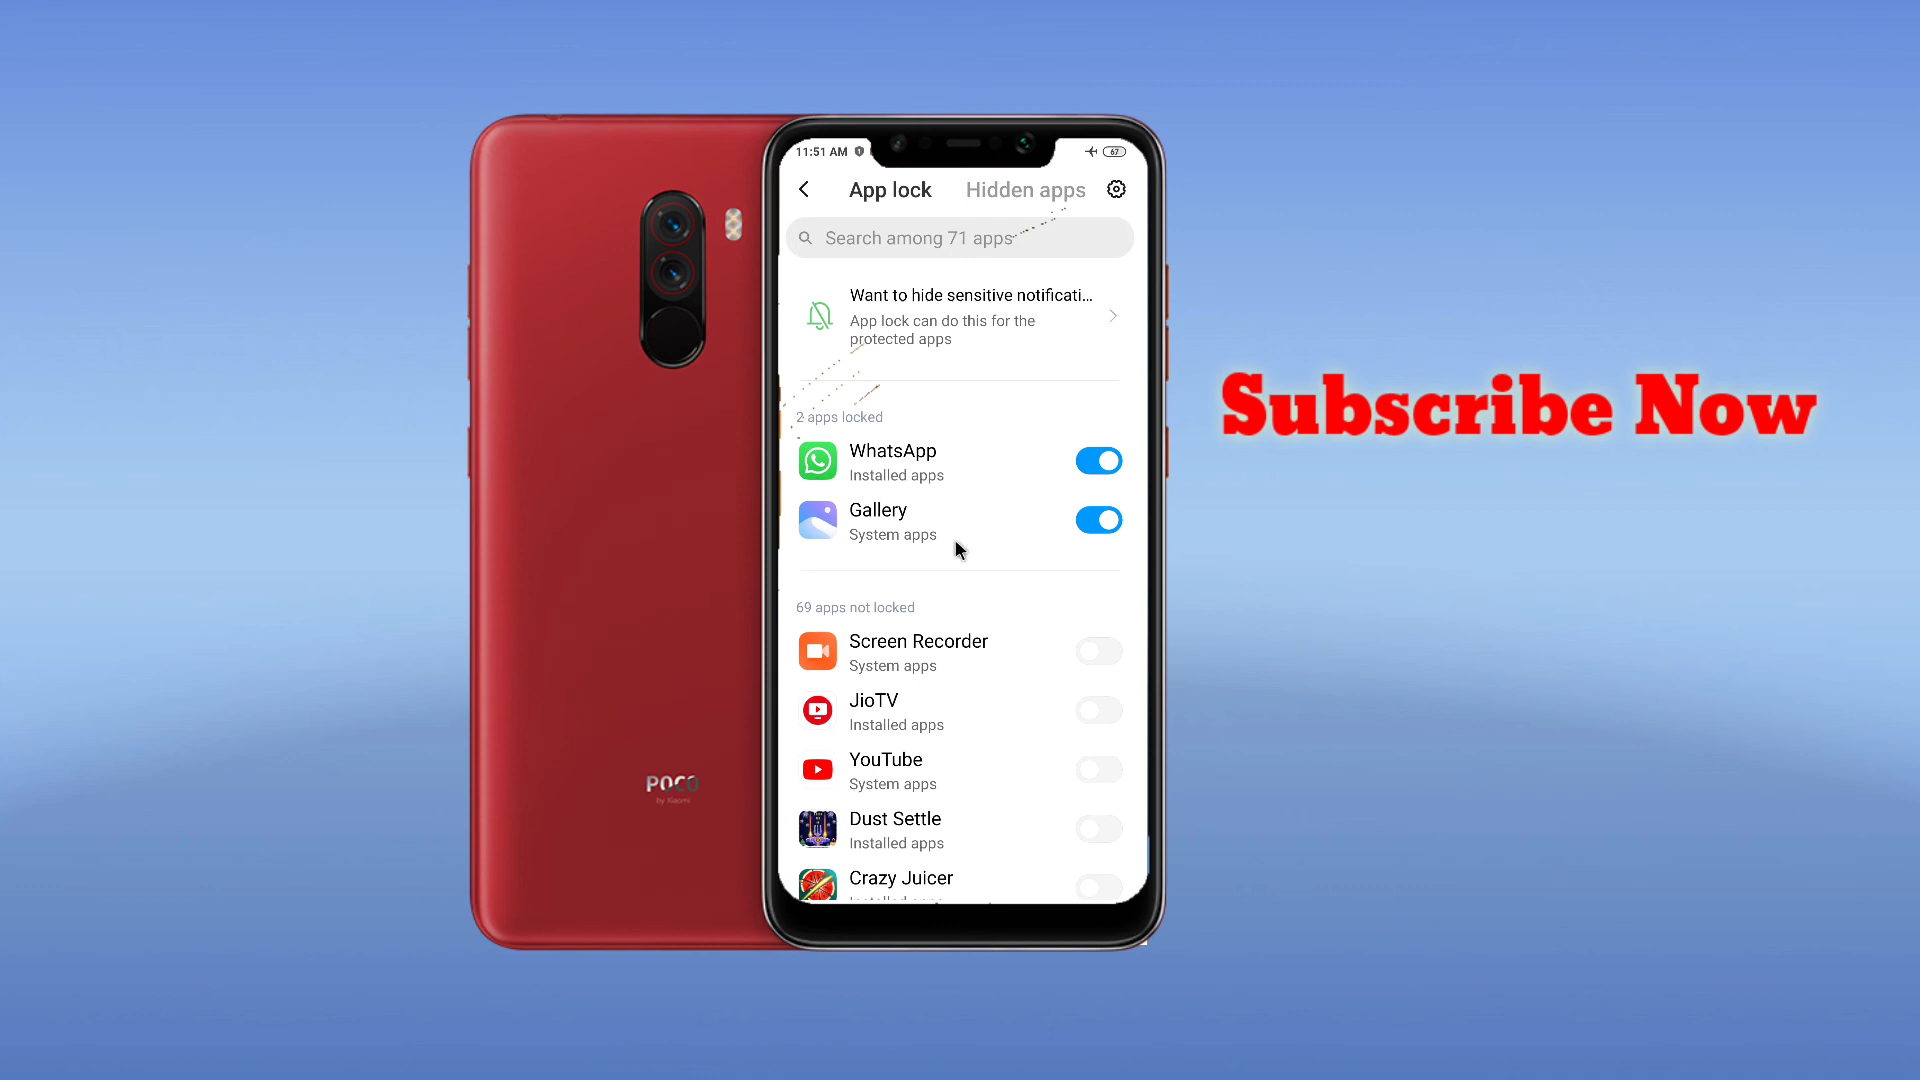 11:51 AM
67
App lock
Hidden apps
Search among 71 apps
Want to hide sensitive notificati...
App lock can do this for the
protected apps
2 apps locked
WhatsApp
Installed apps
Gallery
System apps
69 apps not locked
Screen Recorder
System apps
JioTV
Installed apps
YouTube
System apps
Dust Settle
Installed apps
Crazy Juicer
POCO
by Xiaomi
Subscribe Now